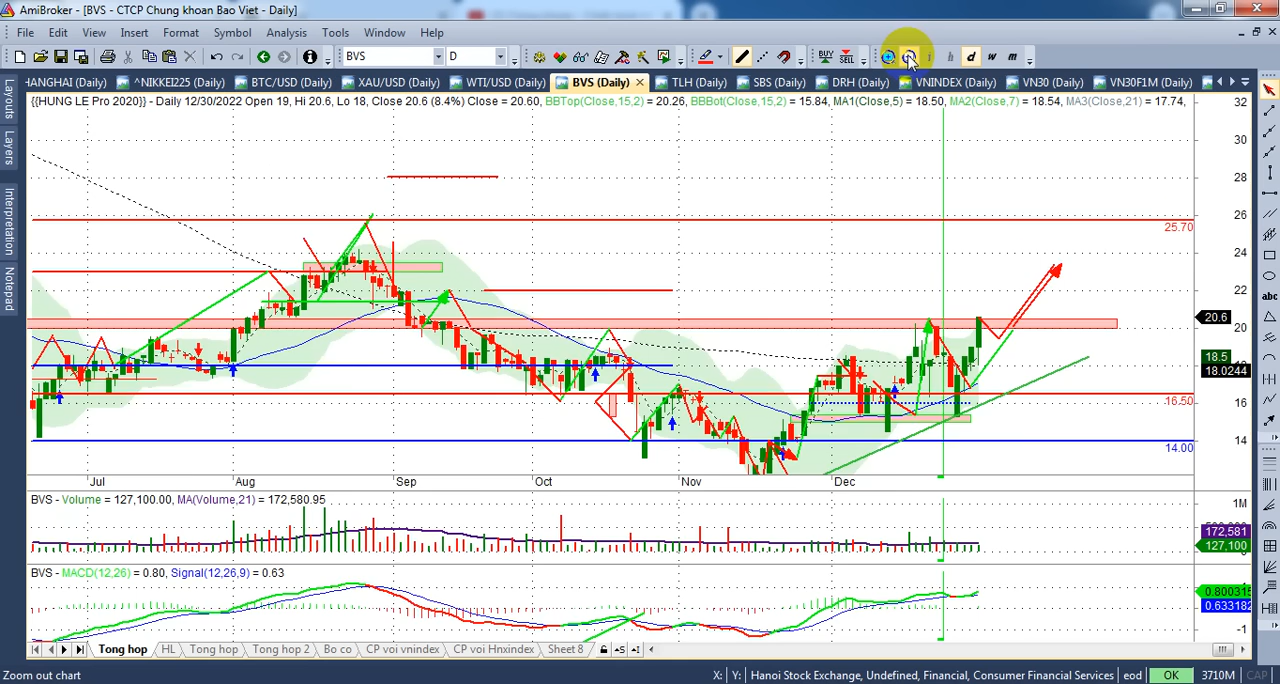 AmiBroker - [BVS - CTCP Chung khoan Bao Viet - Daily]
File Edit View Insert Format Symbol Analysis Tools Window Help
BVS D BUY SELL i h d w m
HANGHAI (Daily) ^NIKKEI225 (Daily) BTC/USD (Daily) XAU/USD (Daily) WTI/USD (Daily) BVS (Daily) TLH (Daily) SBS (Daily) DRH (Daily) VNINDEX (Daily) VN30 (Daily) VN30F1M (Daily)
{{HUNG LE Pro 2020}} - Daily 12/30/2022 Open 19, Hi 20.6, Lo 18, Close 20.6 (8.4%) Close = 20.60, BBTop(Close,15,2) = 20.26, BBBot(Close,15,2) = 15.84, MA1(Close,5) = 18.50, MA2(Close,7) = 18.54, MA3(Close,21) = 17.74,
Layouts
Layers
Interpretation
Notepad
abc
32
30
28
26
25.70
24
22
20.6
20
18.5
18
18.0244
16.50
16
14
14.00
Jul Aug Sep Oct Nov Dec
BVS - Volume = 127,100.00, MA(Volume,21) = 172,580.95
1M
172,581
127,100
BVS - MACD(12,26) = 0.80, Signal(12,26,9) = 0.63
0.800315
0.633182
-1
Tong hop HL Tong hop Tong hop 2 Bo co CP voi vnindex CP voi Hnxindex Sheet 8
Zoom out chart X: Y: Hanoi Stock Exchange, Undefined, Financial, Consumer Financial Services eod OK 3710M CAP